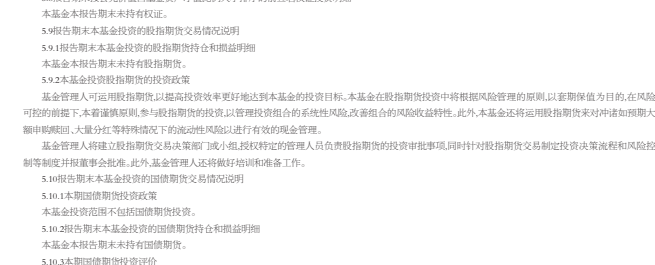 本基金本报告期末未持有权证。
5.9报告期末本基金投资的股指期货交易情况说明
5.9.1报告期末本基金投资的股指期货持仓和损益明细
本基金本报告期末未持有股指期货。
5.9.2本基金投资股指期货的投资政策
基金管理人可运用股指期货,以提高投资效率更好地达到本基金的投资目标。本基金在股指期货投资中将根据风险管理的原则,以套期保值为目的,在风险
可控的前提下,本着谨慎原则,参与股指期货的投资,以管理投资组合的系统性风险,改善组合的风险收益特性。此外,本基金还将运用股指期货来对冲诸如预期大
额申购赎回、大量分红等特殊情况下的流动性风险以进行有效的现金管理。
基金管理人将建立股指期货交易决策部门或小组,授权特定的管理人员负责股指期货的投资审批事项,同时针对股指期货交易制定投资决策流程和风险控
制等制度并报董事会批准。此外,基金管理人还将做好培训和准备工作。
5.10报告期末本基金投资的国债期货交易情况说明
5.10.1本期国债期货投资政策
本基金投资范围不包括国债期货投资。
5.10.2报告期末本基金投资的国债期货持仓和损益明细
本基金本报告期末未持有国债期货。
5.10.3本期国债期货投资评价